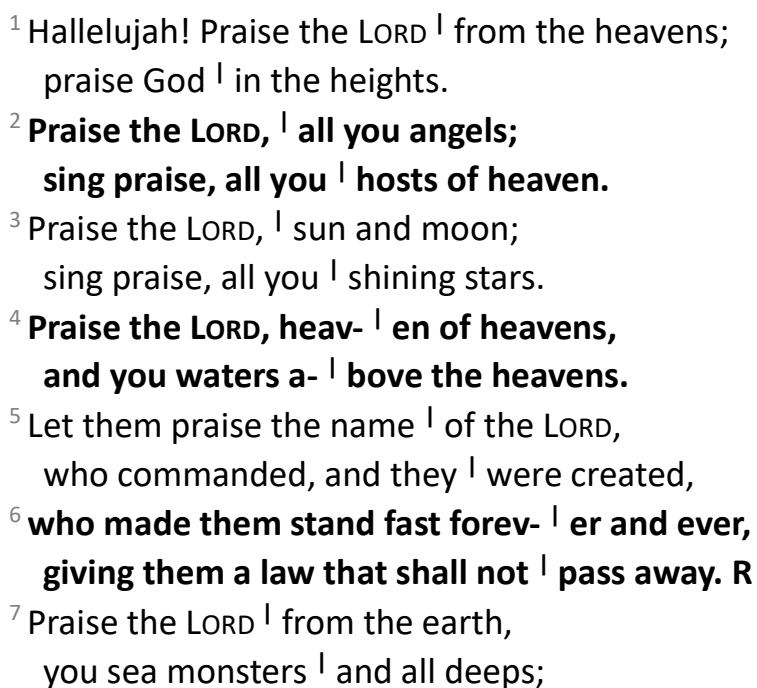 1 Hallelujah! Praise the LORD | from the heavens;
praise God | in the heights.
2 Praise the LORD, | all you angels;
sing praise, all you | hosts of heaven.
3 Praise the LORD, | sun and moon;
sing praise, all you | shining stars.
4 Praise the LORD, heav- | en of heavens,
and you waters a- | bove the heavens.
5 Let them praise the name | of the LORD,
who commanded, and they | were created,
6 who made them stand fast forev- | er and ever,
giving them a law that shall not | pass away. R
7 Praise the LORD | from the earth,
you sea monsters | and all deeps;